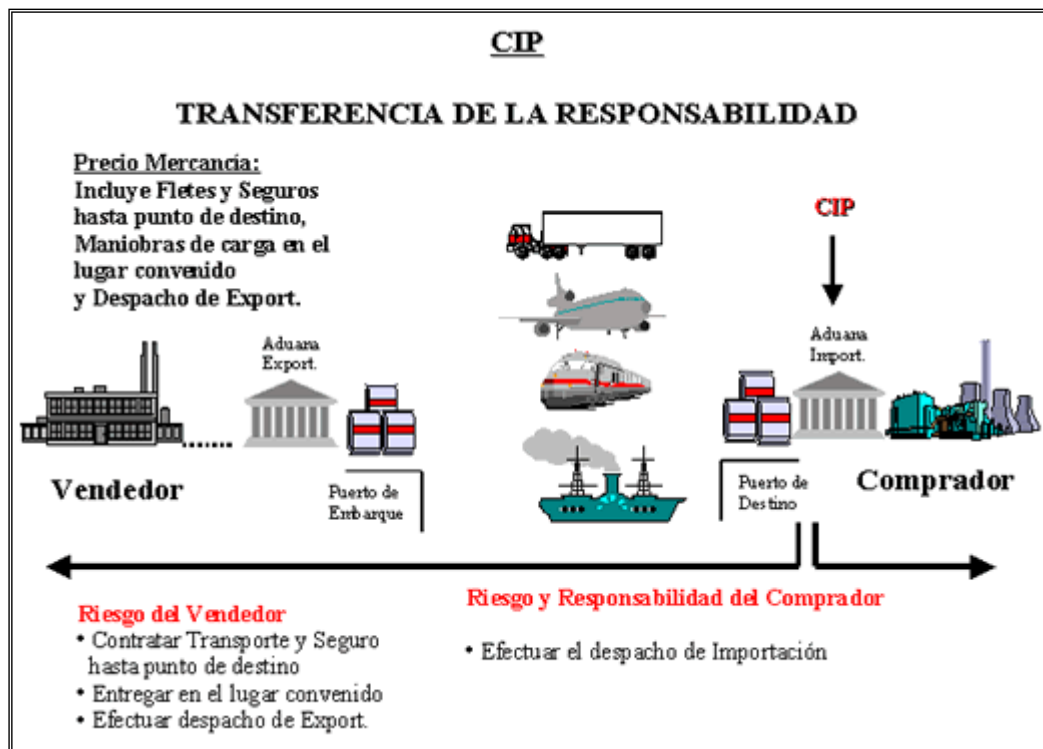 CIP
TRANSFERENCIA DE LA RESPONSABILIDAD
Precio Mercancía:
Incluye Fletes y Seguros
hasta punto de destino,
Maniobras de carga en el
lugar convenido
y Despacho de Export.
CIP
Aduana
Export.
Aduana
Import.
Vendedor
Puerto de
Embarque
Puerto de
Destino
Comprador
Riesgo del Vendedor
• Contratar Transporte y Seguro
hasta punto de destino
• Entregar en el lugar convenido
• Efectuar despacho de Export.
Riesgo y Responsabilidad del Comprador
• Efectuar el despacho de Importación